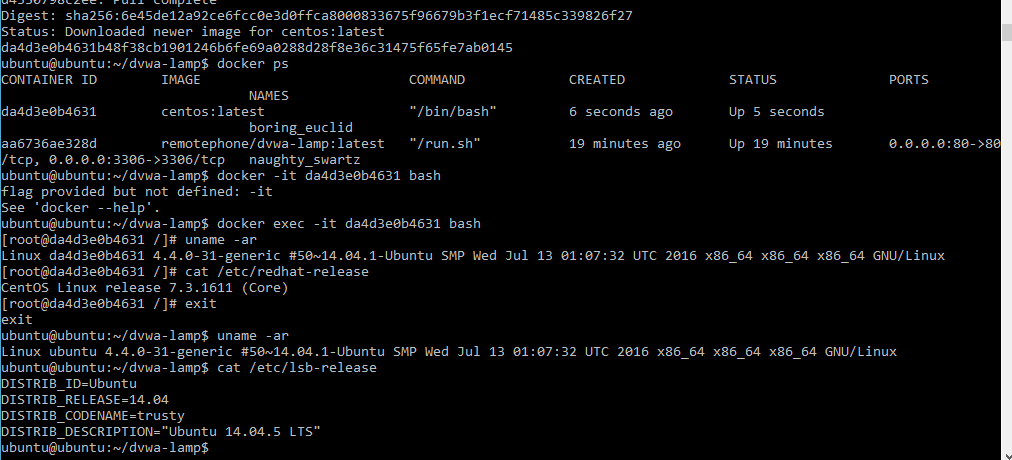 d4350798c2ee: Pull complete
Digest: sha256:6e45de12a92ce6fcc0e3d0ffca8000833675f96679b3f1ecf71485c339826f27
Status: Downloaded newer image for centos:latest
da4d3e0b4631b48f38cb1901246b6fe69a0288d28f8e36c31475f65fe7ab0145
ubuntu@ubuntu:~/dvwa-lamp$ docker ps
CONTAINER ID        IMAGE                          COMMAND             CREATED             STATUS              PORTS
                               NAMES
da4d3e0b4631        centos:latest                  "/bin/bash"         6 seconds ago       Up 5 seconds
                               boring_euclid
aa6736ae328d        remotephone/dvwa-lamp:latest   "/run.sh"           19 minutes ago      Up 19 minutes       0.0.0.0:80->80
/tcp, 0.0.0.0:3306->3306/tcp   naughty_swartz
ubuntu@ubuntu:~/dvwa-lamp$ docker -it da4d3e0b4631 bash
flag provided but not defined: -it
See 'docker --help'.
ubuntu@ubuntu:~/dvwa-lamp$ docker exec -it da4d3e0b4631 bash
[root@da4d3e0b4631 /]# uname -ar
Linux da4d3e0b4631 4.4.0-31-generic #50~14.04.1-Ubuntu SMP Wed Jul 13 01:07:32 UTC 2016 x86_64 x86_64 x86_64 GNU/Linux
[root@da4d3e0b4631 /]# cat /etc/redhat-release
CentOS Linux release 7.3.1611 (Core)
[root@da4d3e0b4631 /]# exit
exit
ubuntu@ubuntu:~/dvwa-lamp$ uname -ar
Linux ubuntu 4.4.0-31-generic #50~14.04.1-Ubuntu SMP Wed Jul 13 01:07:32 UTC 2016 x86_64 x86_64 x86_64 GNU/Linux
ubuntu@ubuntu:~/dvwa-lamp$ cat /etc/lsb-release
DISTRIB_ID=Ubuntu
DISTRIB_RELEASE=14.04
DISTRIB_CODENAME=trusty
DISTRIB_DESCRIPTION="Ubuntu 14.04.5 LTS"
ubuntu@ubuntu:~/dvwa-lamp$